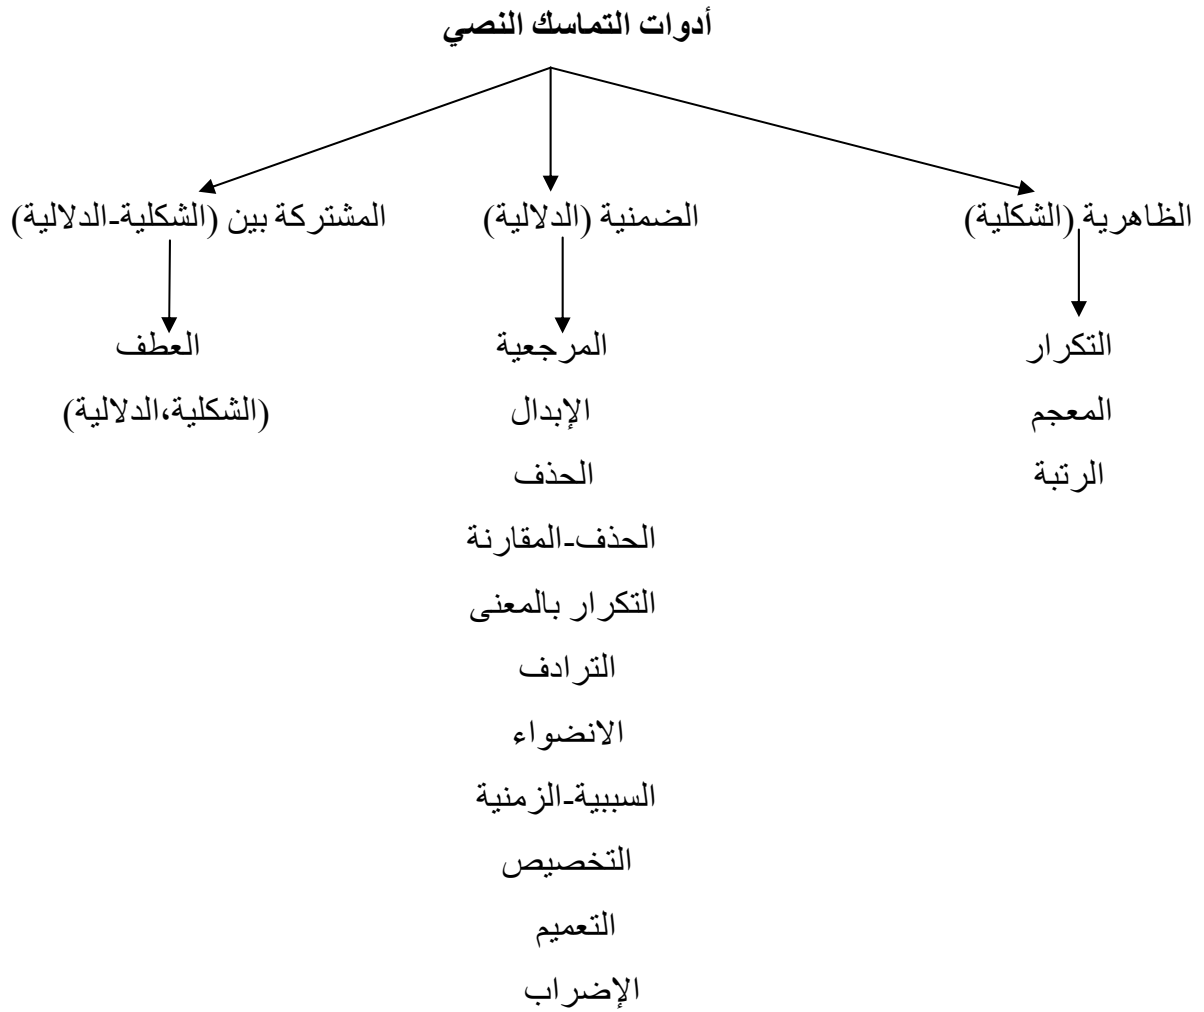 أدوات التماسك النصي
الظاهرية (الشكلية)
الضمنية (الدلالية)
المشتركة بين (الشكلية-الدلالية)
التكرار
المعجم
الرتبة
المرجعية
الإبدال
الحذف
الحذف-المقارنة
التكرار بالمعنى
الترادف
الانضواء
السببية-الزمنية
التخصيص
التعميم
الإضراب
العطف
(الشكلية،الدلالية)